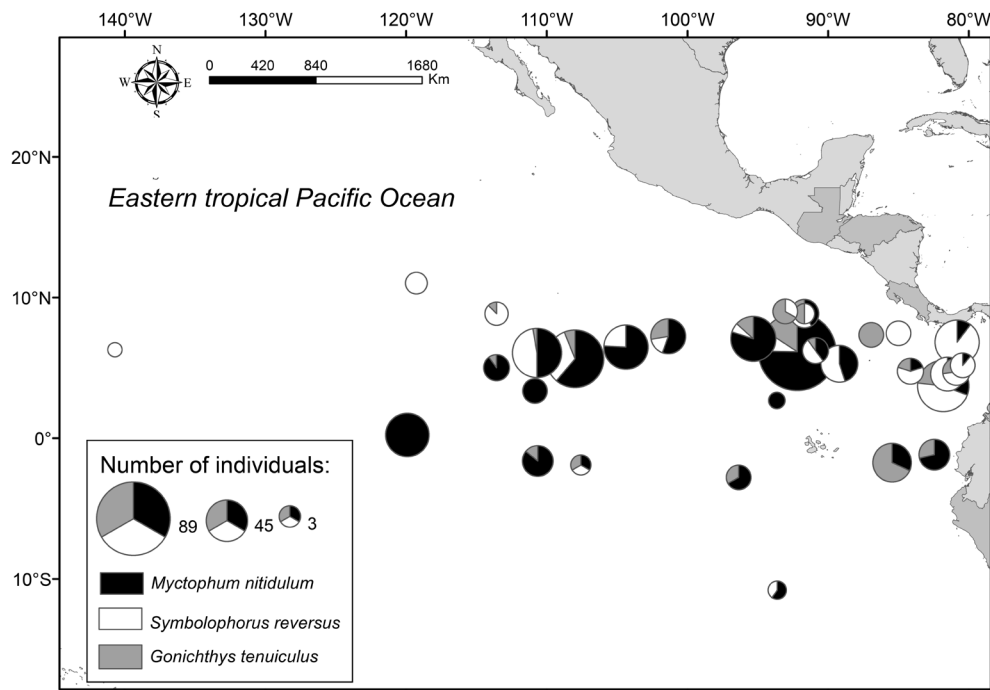 140°W 130°W 120°W 110°W 100°W 90°W 80°W
N
W E
S
0 420 840 1680
Km
20°N
Eastern tropical Pacific Ocean
10°N
0°
10°S
Number of individuals:
89 45 3
Myctophum nitidulum
Symbolophorus reversus
Gonichthys tenuiculus